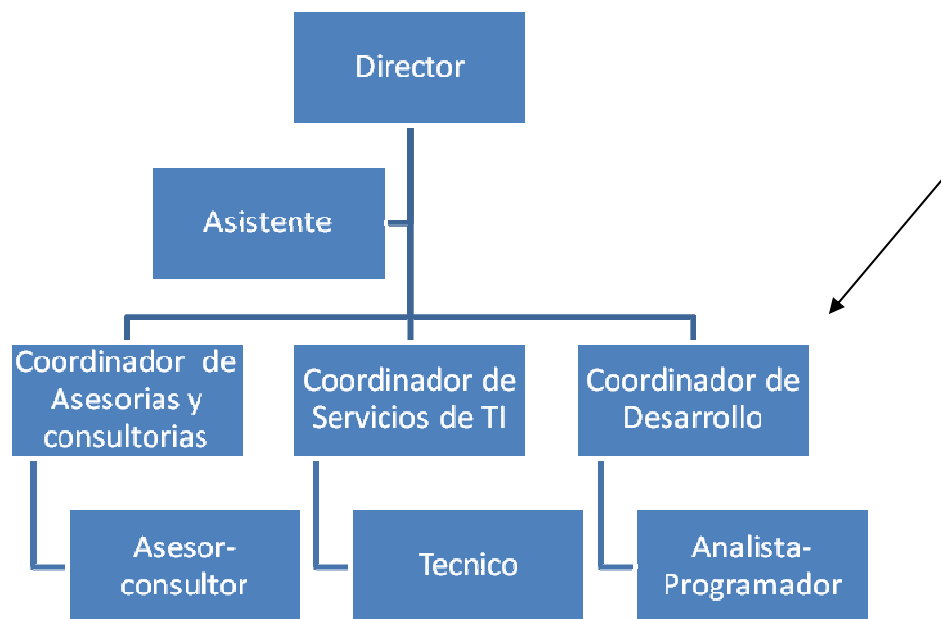 Director
Asistente
Coordinador de
Asesorias y
consultorias
Coordinador de
Servicios de TI
Coordinador de
Desarrollo
Asesor-
consultor
Tecnico
Analista-
Programador